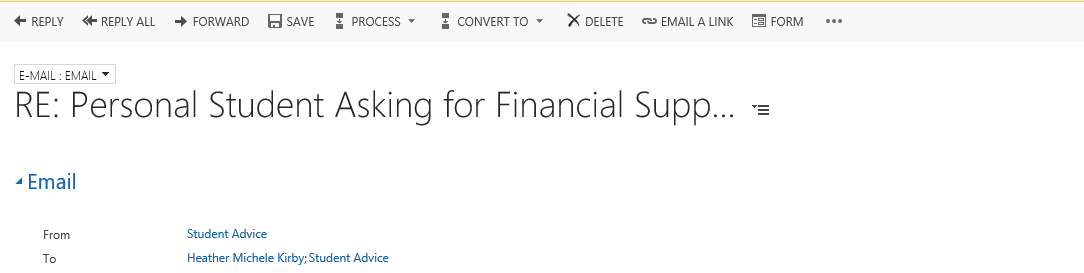 REPLY REPLY ALL FORWARD SAVE PROCESS CONVERT TO DELETE EMAIL A LINK FORM ...
E-MAIL : EMAIL
RE: Personal Student Asking for Financial Supp...
Email
From Student Advice
To Heather Michele Kirby; Student Advice